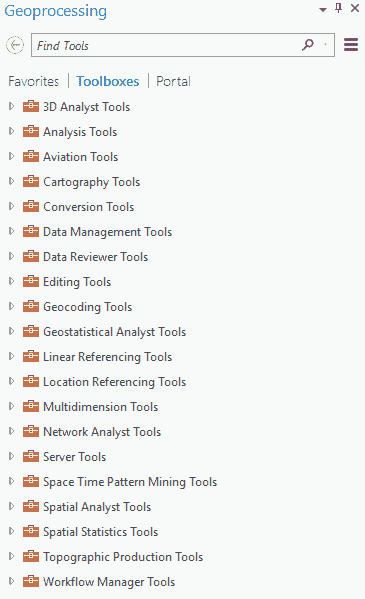 Geoprocessing
Find Tools
Favorites Toolboxes Portal
3D Analyst Tools
Analysis Tools
Aviation Tools
Cartography Tools
Conversion Tools
Data Management Tools
Data Reviewer Tools
Editing Tools
Geocoding Tools
Geostatistical Analyst Tools
Linear Referencing Tools
Location Referencing Tools
Multidimension Tools
Network Analyst Tools
Server Tools
Space Time Pattern Mining Tools
Spatial Analyst Tools
Spatial Statistics Tools
Topographic Production Tools
Workflow Manager Tools